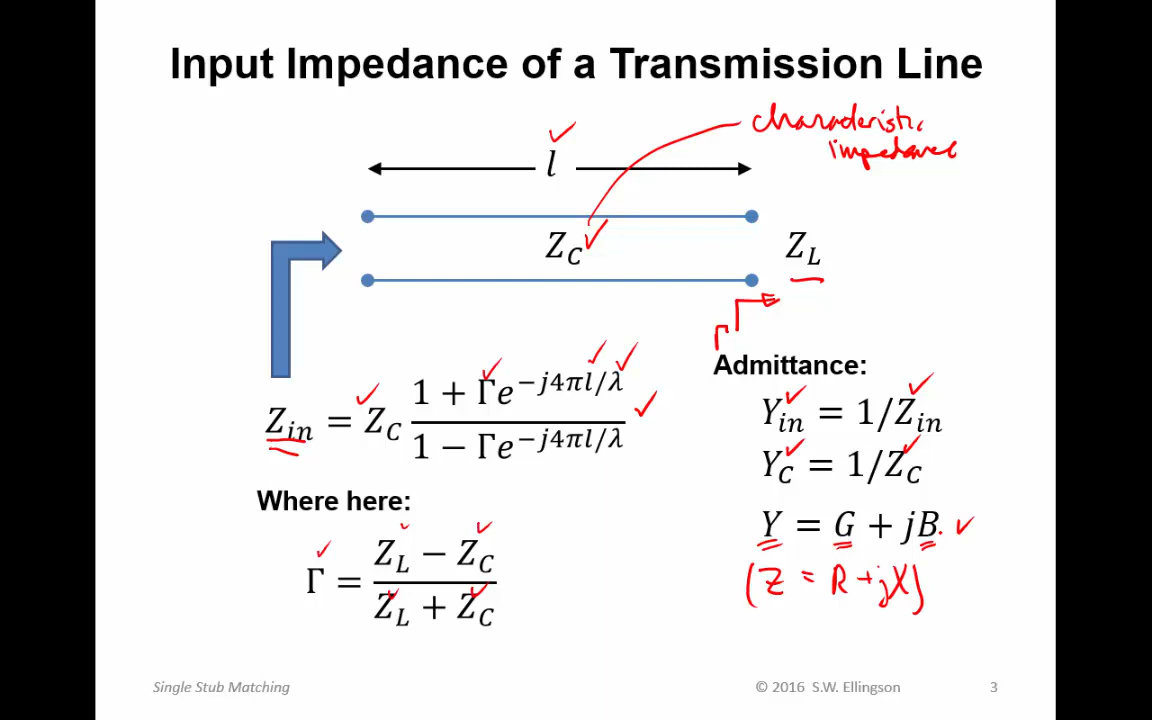 Input Impedance of a Transmission Line
characteristic
impedance
l
Z_C
Z_L
Γ
Z_in = Z_C (1 + Γe^(−j4πl/λ)) / (1 − Γe^(−j4πl/λ))
Where here:
Γ = (Z_L − Z_C) / (Z_L + Z_C)
Admittance:
Y_in = 1/Z_in
Y_C = 1/Z_C
Y = G + jB
(Z = R + jX)
Single Stub Matching
© 2016 S.W. Ellingson
3